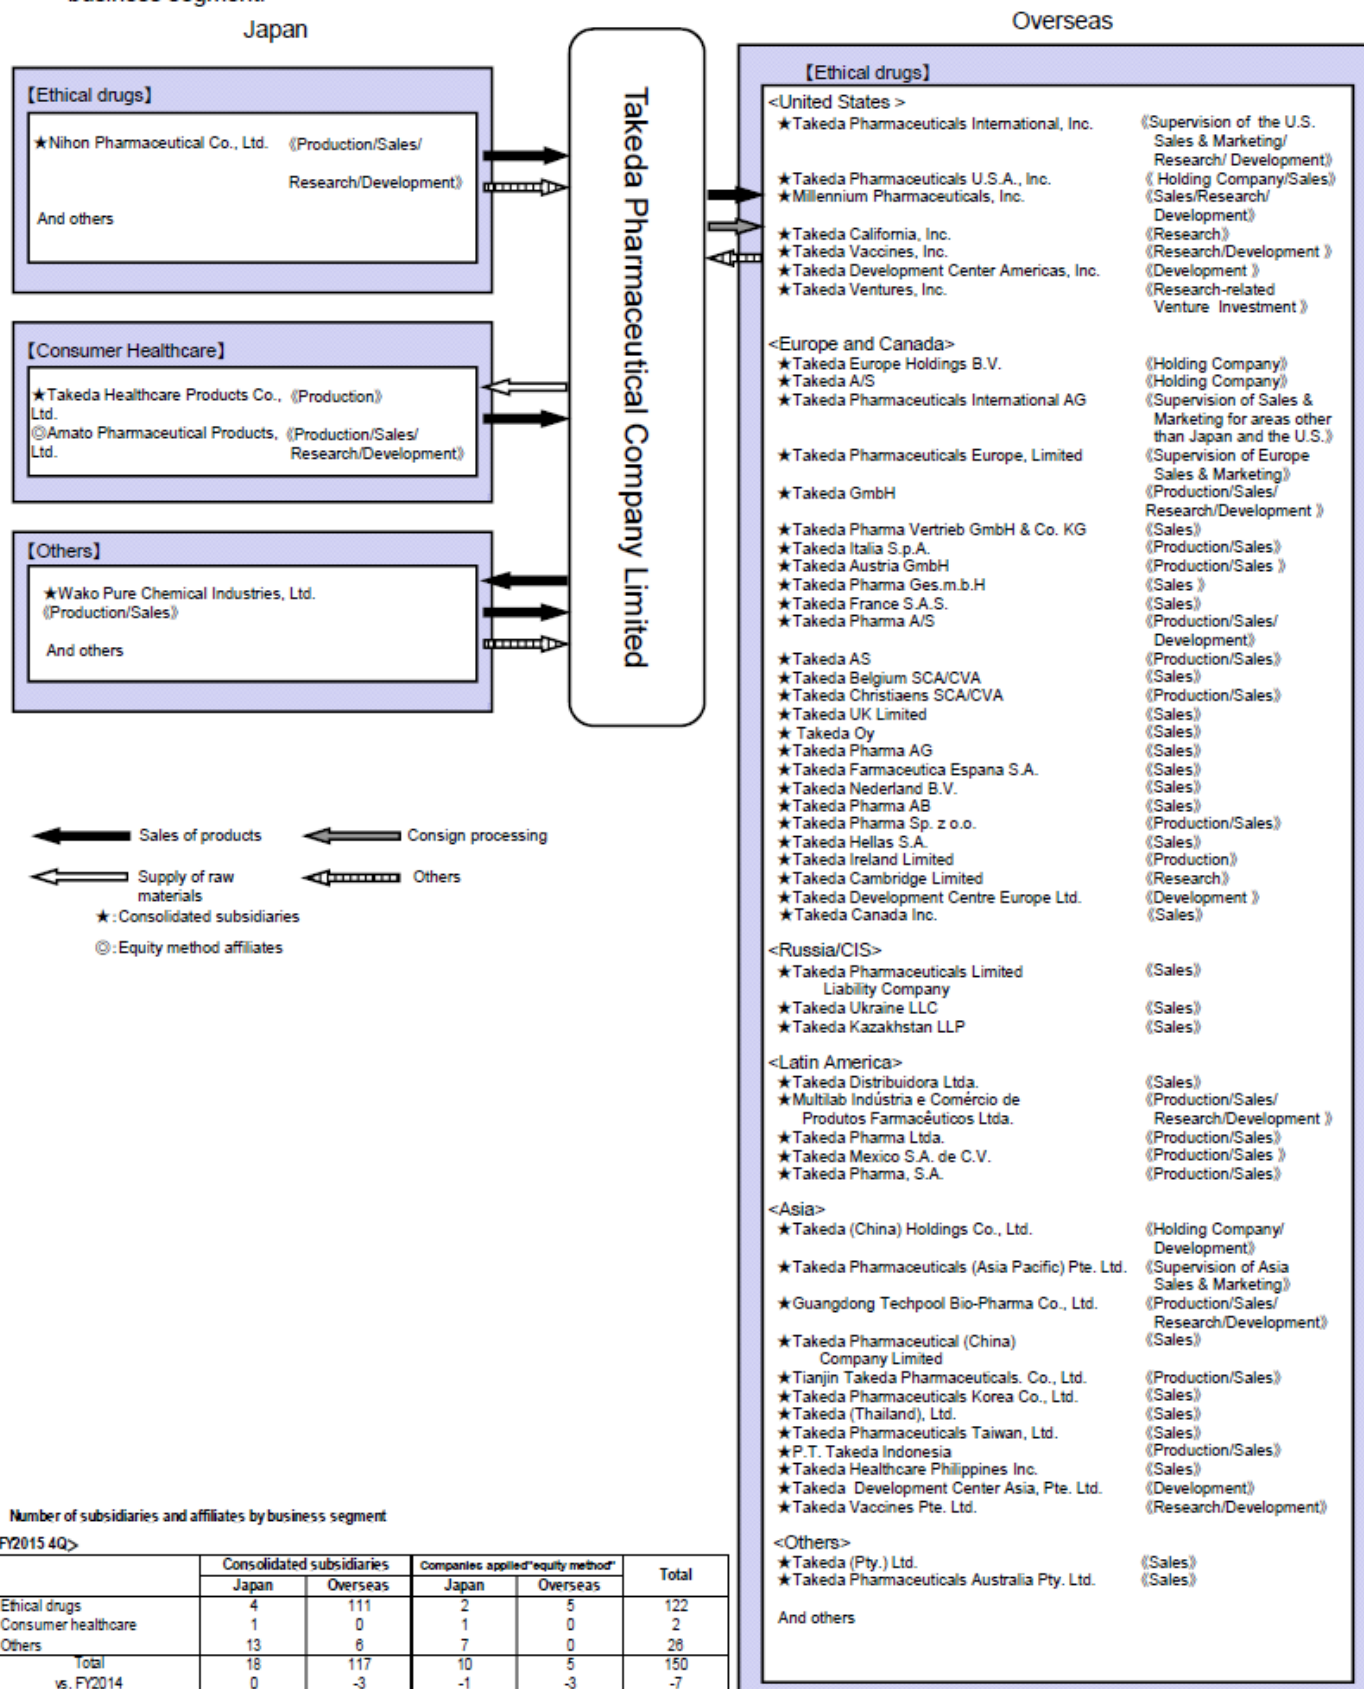 business segment.
Japan
Overseas
【Ethical drugs】
★Nihon Pharmaceutical Co., Ltd. 《Production/Sales/
Research/Development》
And others
【Consumer Healthcare】
★Takeda Healthcare Products Co., 《Production》
Ltd.
◎Amato Pharmaceutical Products, 《Production/Sales/
Ltd. Research/Development》
【Others】
★Wako Pure Chemical Industries, Ltd.
《Production/Sales》
And others
Takeda Pharmaceutical Company Limited
Sales of products
Consign processing
Supply of raw
materials
Others
★:Consolidated subsidiaries
◎:Equity method affiliates
【Ethical drugs】
<United States >
★Takeda Pharmaceuticals International, Inc. 《Supervision of the U.S.
Sales & Marketing/
Research/ Development》
★Takeda Pharmaceuticals U.S.A., Inc. 《 Holding Company/Sales》
★Millennium Pharmaceuticals, Inc. 《Sales/Research/
Development》
★Takeda California, Inc. 《Research》
★Takeda Vaccines, Inc. 《Research/Development 》
★Takeda Development Center Americas, Inc. 《Development 》
★Takeda Ventures, Inc. 《Research-related
Venture Investment 》
<Europe and Canada>
★Takeda Europe Holdings B.V. 《Holding Company》
★Takeda A/S 《Holding Company》
★Takeda Pharmaceuticals International AG 《Supervision of Sales &
Marketing for areas other
than Japan and the U.S.》
★Takeda Pharmaceuticals Europe, Limited 《Supervision of Europe
Sales & Marketing》
★Takeda GmbH 《Production/Sales/
Research/Development 》
★Takeda Pharma Vertrieb GmbH & Co. KG 《Sales》
★Takeda Italia S.p.A. 《Production/Sales》
★Takeda Austria GmbH 《Production/Sales 》
★Takeda Pharma Ges.m.b.H 《Sales 》
★Takeda France S.A.S. 《Sales》
★Takeda Pharma A/S 《Production/Sales/
Development》
★Takeda AS 《Production/Sales》
★Takeda Belgium SCA/CVA 《Sales》
★Takeda Christiaens SCA/CVA 《Production/Sales》
★Takeda UK Limited 《Sales》
★ Takeda Oy 《Sales》
★Takeda Pharma AG 《Sales》
★Takeda Farmaceutica Espana S.A. 《Sales》
★Takeda Nederland B.V. 《Sales》
★Takeda Pharma AB 《Sales》
★Takeda Pharma Sp. z o.o. 《Production/Sales》
★Takeda Hellas S.A. 《Sales》
★Takeda Ireland Limited 《Production》
★Takeda Cambridge Limited 《Research》
★Takeda Development Centre Europe Ltd. 《Development 》
★Takeda Canada Inc. 《Sales》
<Russia/CIS>
★Takeda Pharmaceuticals Limited 《Sales》
Liability Company
★Takeda Ukraine LLC 《Sales》
★Takeda Kazakhstan LLP 《Sales》
<Latin America>
★Takeda Distribuidora Ltda. 《Sales》
★Multilab Indústria e Comércio de 《Production/Sales/
Produtos Farmacêuticos Ltda. Research/Development 》
★Takeda Pharma Ltda. 《Production/Sales》
★Takeda Mexico S.A. de C.V. 《Production/Sales 》
★Takeda Pharma, S.A. 《Production/Sales》
<Asia>
★Takeda (China) Holdings Co., Ltd. 《Holding Company/
Development》
★Takeda Pharmaceuticals (Asia Pacific) Pte. Ltd. 《Supervision of Asia
Sales & Marketing》
★Guangdong Techpool Bio-Pharma Co., Ltd. 《Production/Sales/
Research/Development》
★Takeda Pharmaceutical (China) 《Sales》
Company Limited
★Tianjin Takeda Pharmaceuticals. Co., Ltd. 《Production/Sales》
★Takeda Pharmaceuticals Korea Co., Ltd. 《Sales》
★Takeda (Thailand), Ltd. 《Sales》
★Takeda Pharmaceuticals Taiwan, Ltd. 《Sales》
★P.T. Takeda Indonesia 《Production/Sales》
★Takeda Healthcare Philippines Inc. 《Sales》
★Takeda Development Center Asia, Pte. Ltd. 《Development》
★Takeda Vaccines Pte. Ltd. 《Research/Development》
<Others>
★Takeda (Pty.) Ltd. 《Sales》
★Takeda Pharmaceuticals Australia Pty. Ltd. 《Sales》
And others
Number of subsidiaries and affiliates by business segment
FY2015 4Q>
Consolidated subsidiaries Companies applied"equity method" Total
Japan Overseas Japan Overseas
Ethical drugs 4 111 2 5 122
Consumer healthcare 1 0 1 0 2
Others 13 6 7 0 26
Total 18 117 10 5 150
vs. FY2014 0 -3 -1 -3 -7